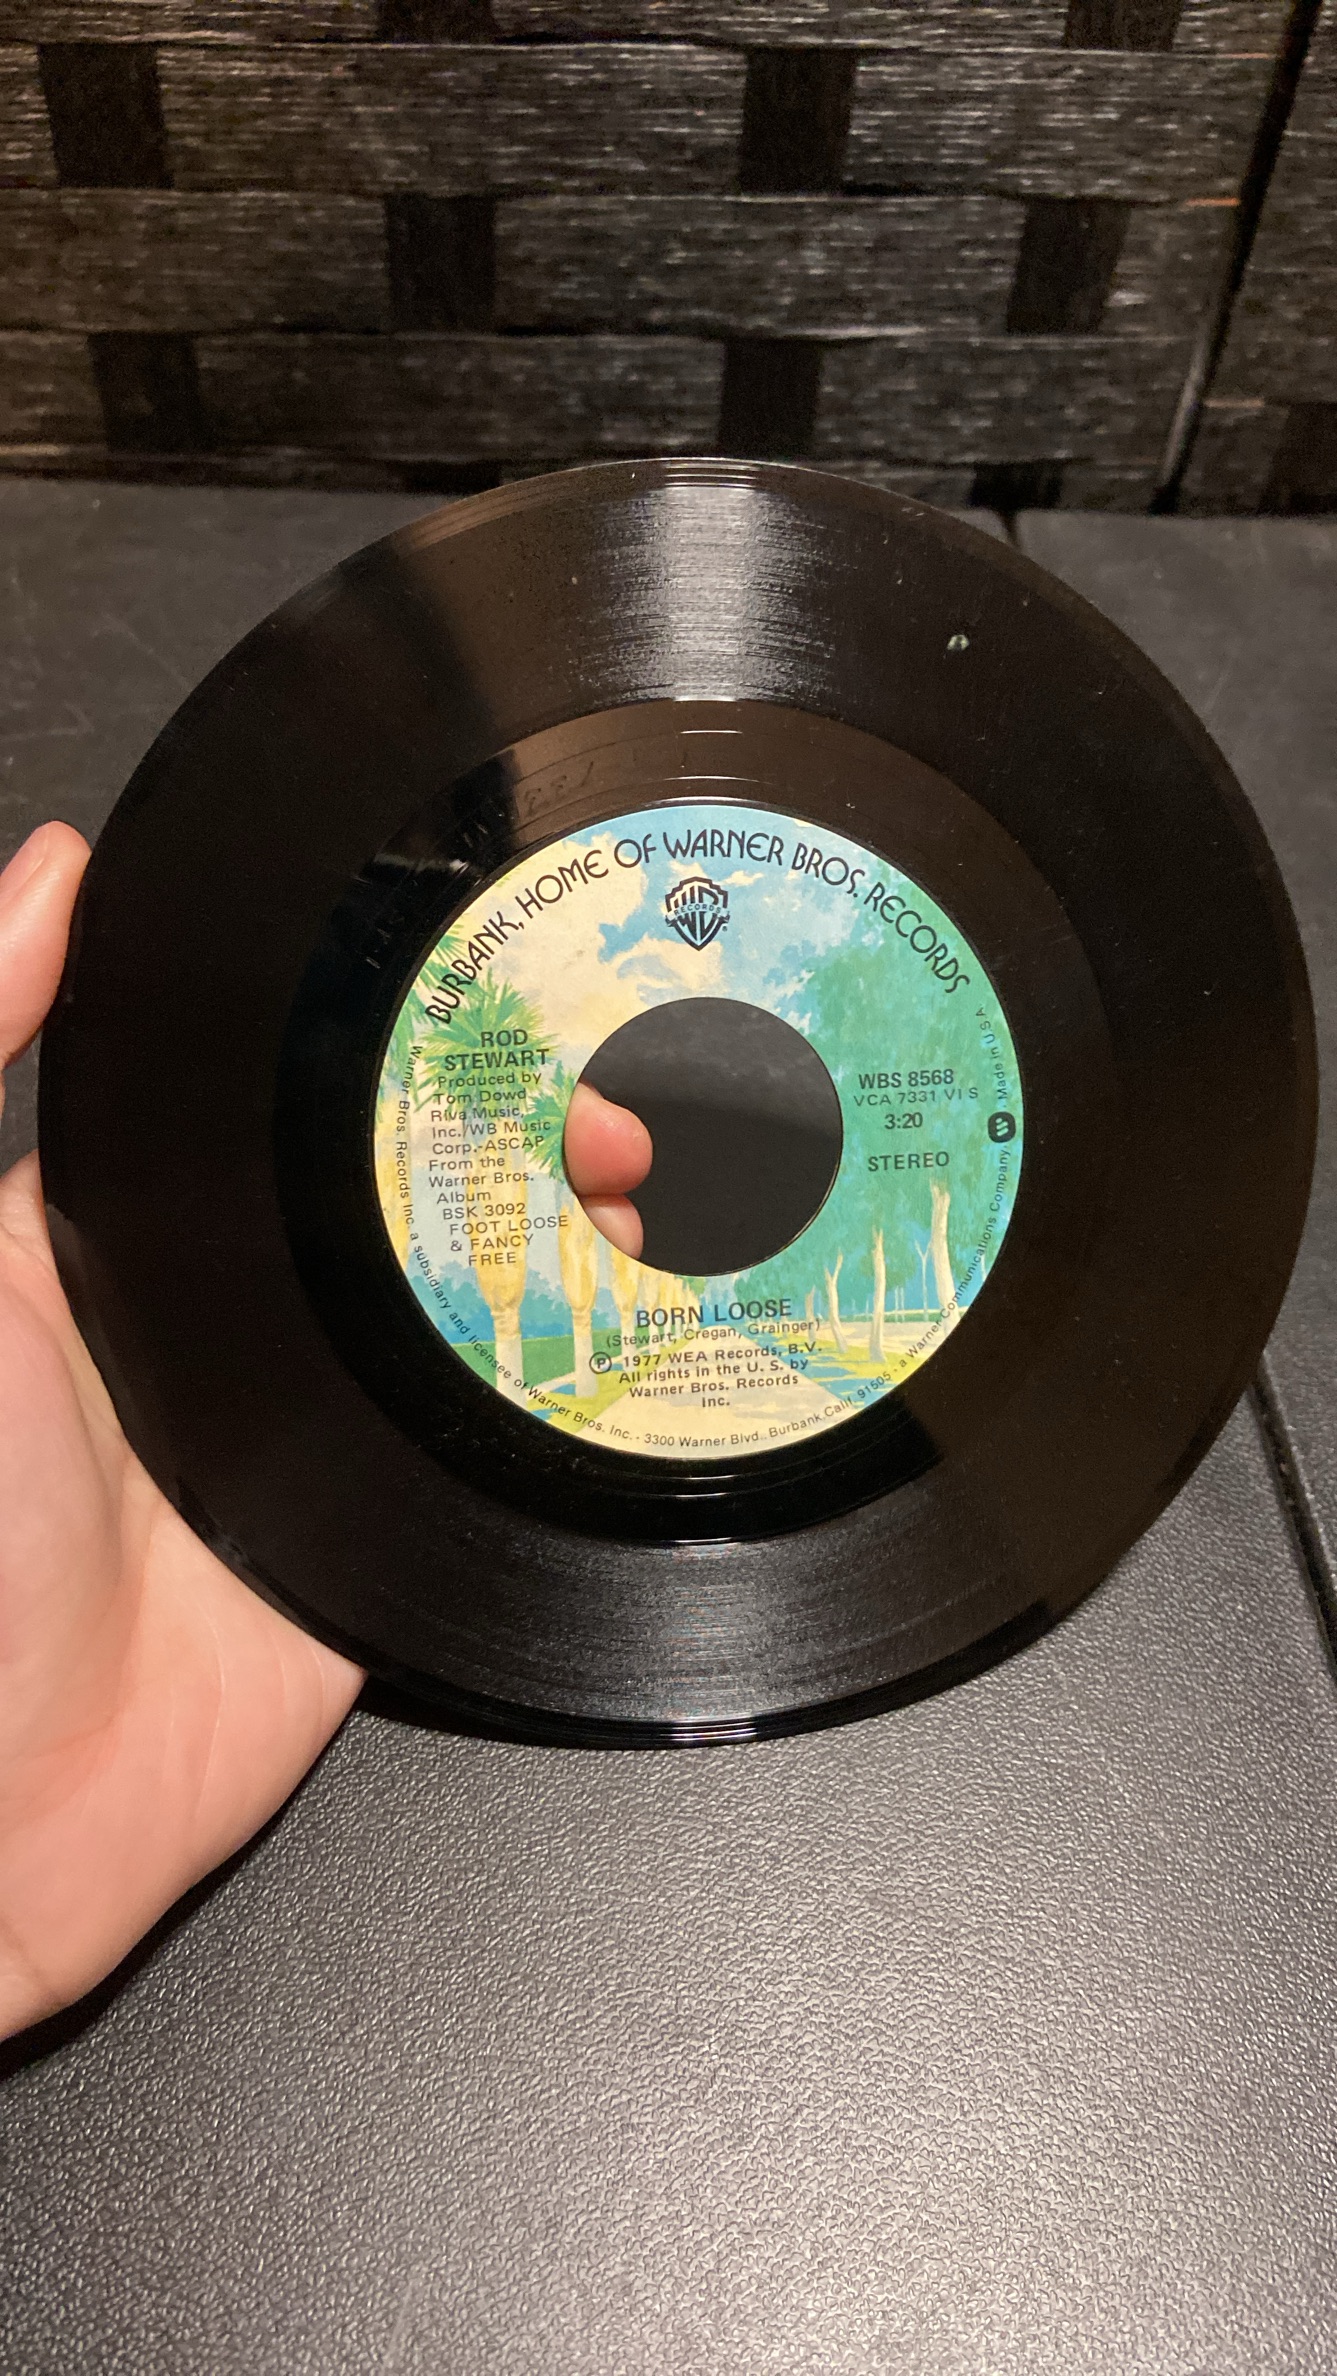 BURBANK, HOME OF WARNER BROS. RECORDS
RECORDS
ROD
STEWART
Produced by
Tom Dowd
Riva Music,
Inc./WB Music
Corp.-ASCAP
From the
Warner Bros.
Album
BSK 3092
FOOT LOOSE
& FANCY
FREE
WBS 8568
VCA 7331 VI S
3:20
STEREO
BORN LOOSE
(Stewart, Cregan, Grainger)
℗ 1977 WEA Records, B.V.
All rights in the U. S. by
Warner Bros. Records
Inc.
Warner Bros. Records Inc. a subsidiary and licensee of Warner Bros. Inc. · 3300 Warner Blvd., Burbank, Calif. 91505 · a Warner Communications Company. Made in U.S.A.